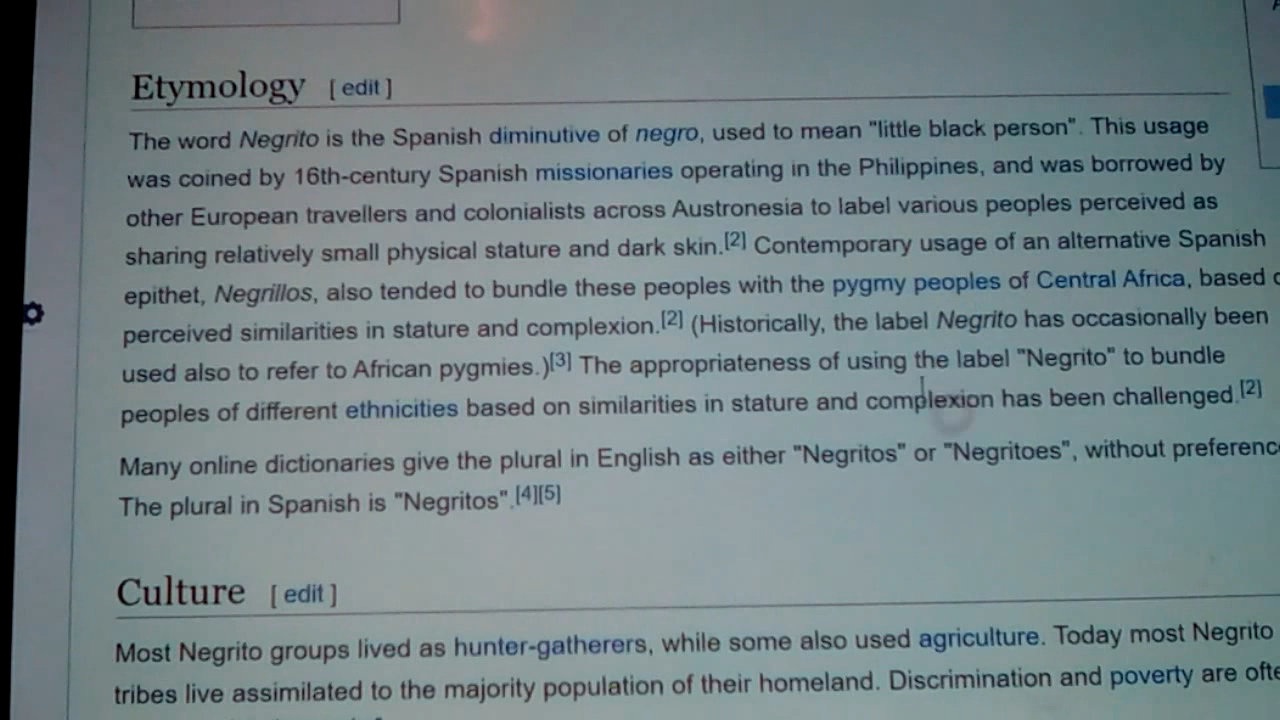 Etymology [ edit ]
The word Negrito is the Spanish diminutive of negro, used to mean "little black person". This usage
was coined by 16th-century Spanish missionaries operating in the Philippines, and was borrowed by
other European travellers and colonialists across Austronesia to label various peoples perceived as
sharing relatively small physical stature and dark skin.[2] Contemporary usage of an alternative Spanish
epithet, Negrillos, also tended to bundle these peoples with the pygmy peoples of Central Africa, based
perceived similarities in stature and complexion.[2] (Historically, the label Negrito has occasionally been
used also to refer to African pygmies.)[3] The appropriateness of using the label "Negrito" to bundle
peoples of different ethnicities based on similarities in stature and complexion has been challenged.[2]
Many online dictionaries give the plural in English as either "Negritos" or "Negritoes", without preferenc
The plural in Spanish is "Negritos".[4][5]
Culture [ edit ]
Most Negrito groups lived as hunter-gatherers, while some also used agriculture. Today most Negrito
tribes live assimilated to the majority population of their homeland. Discrimination and poverty are ofte